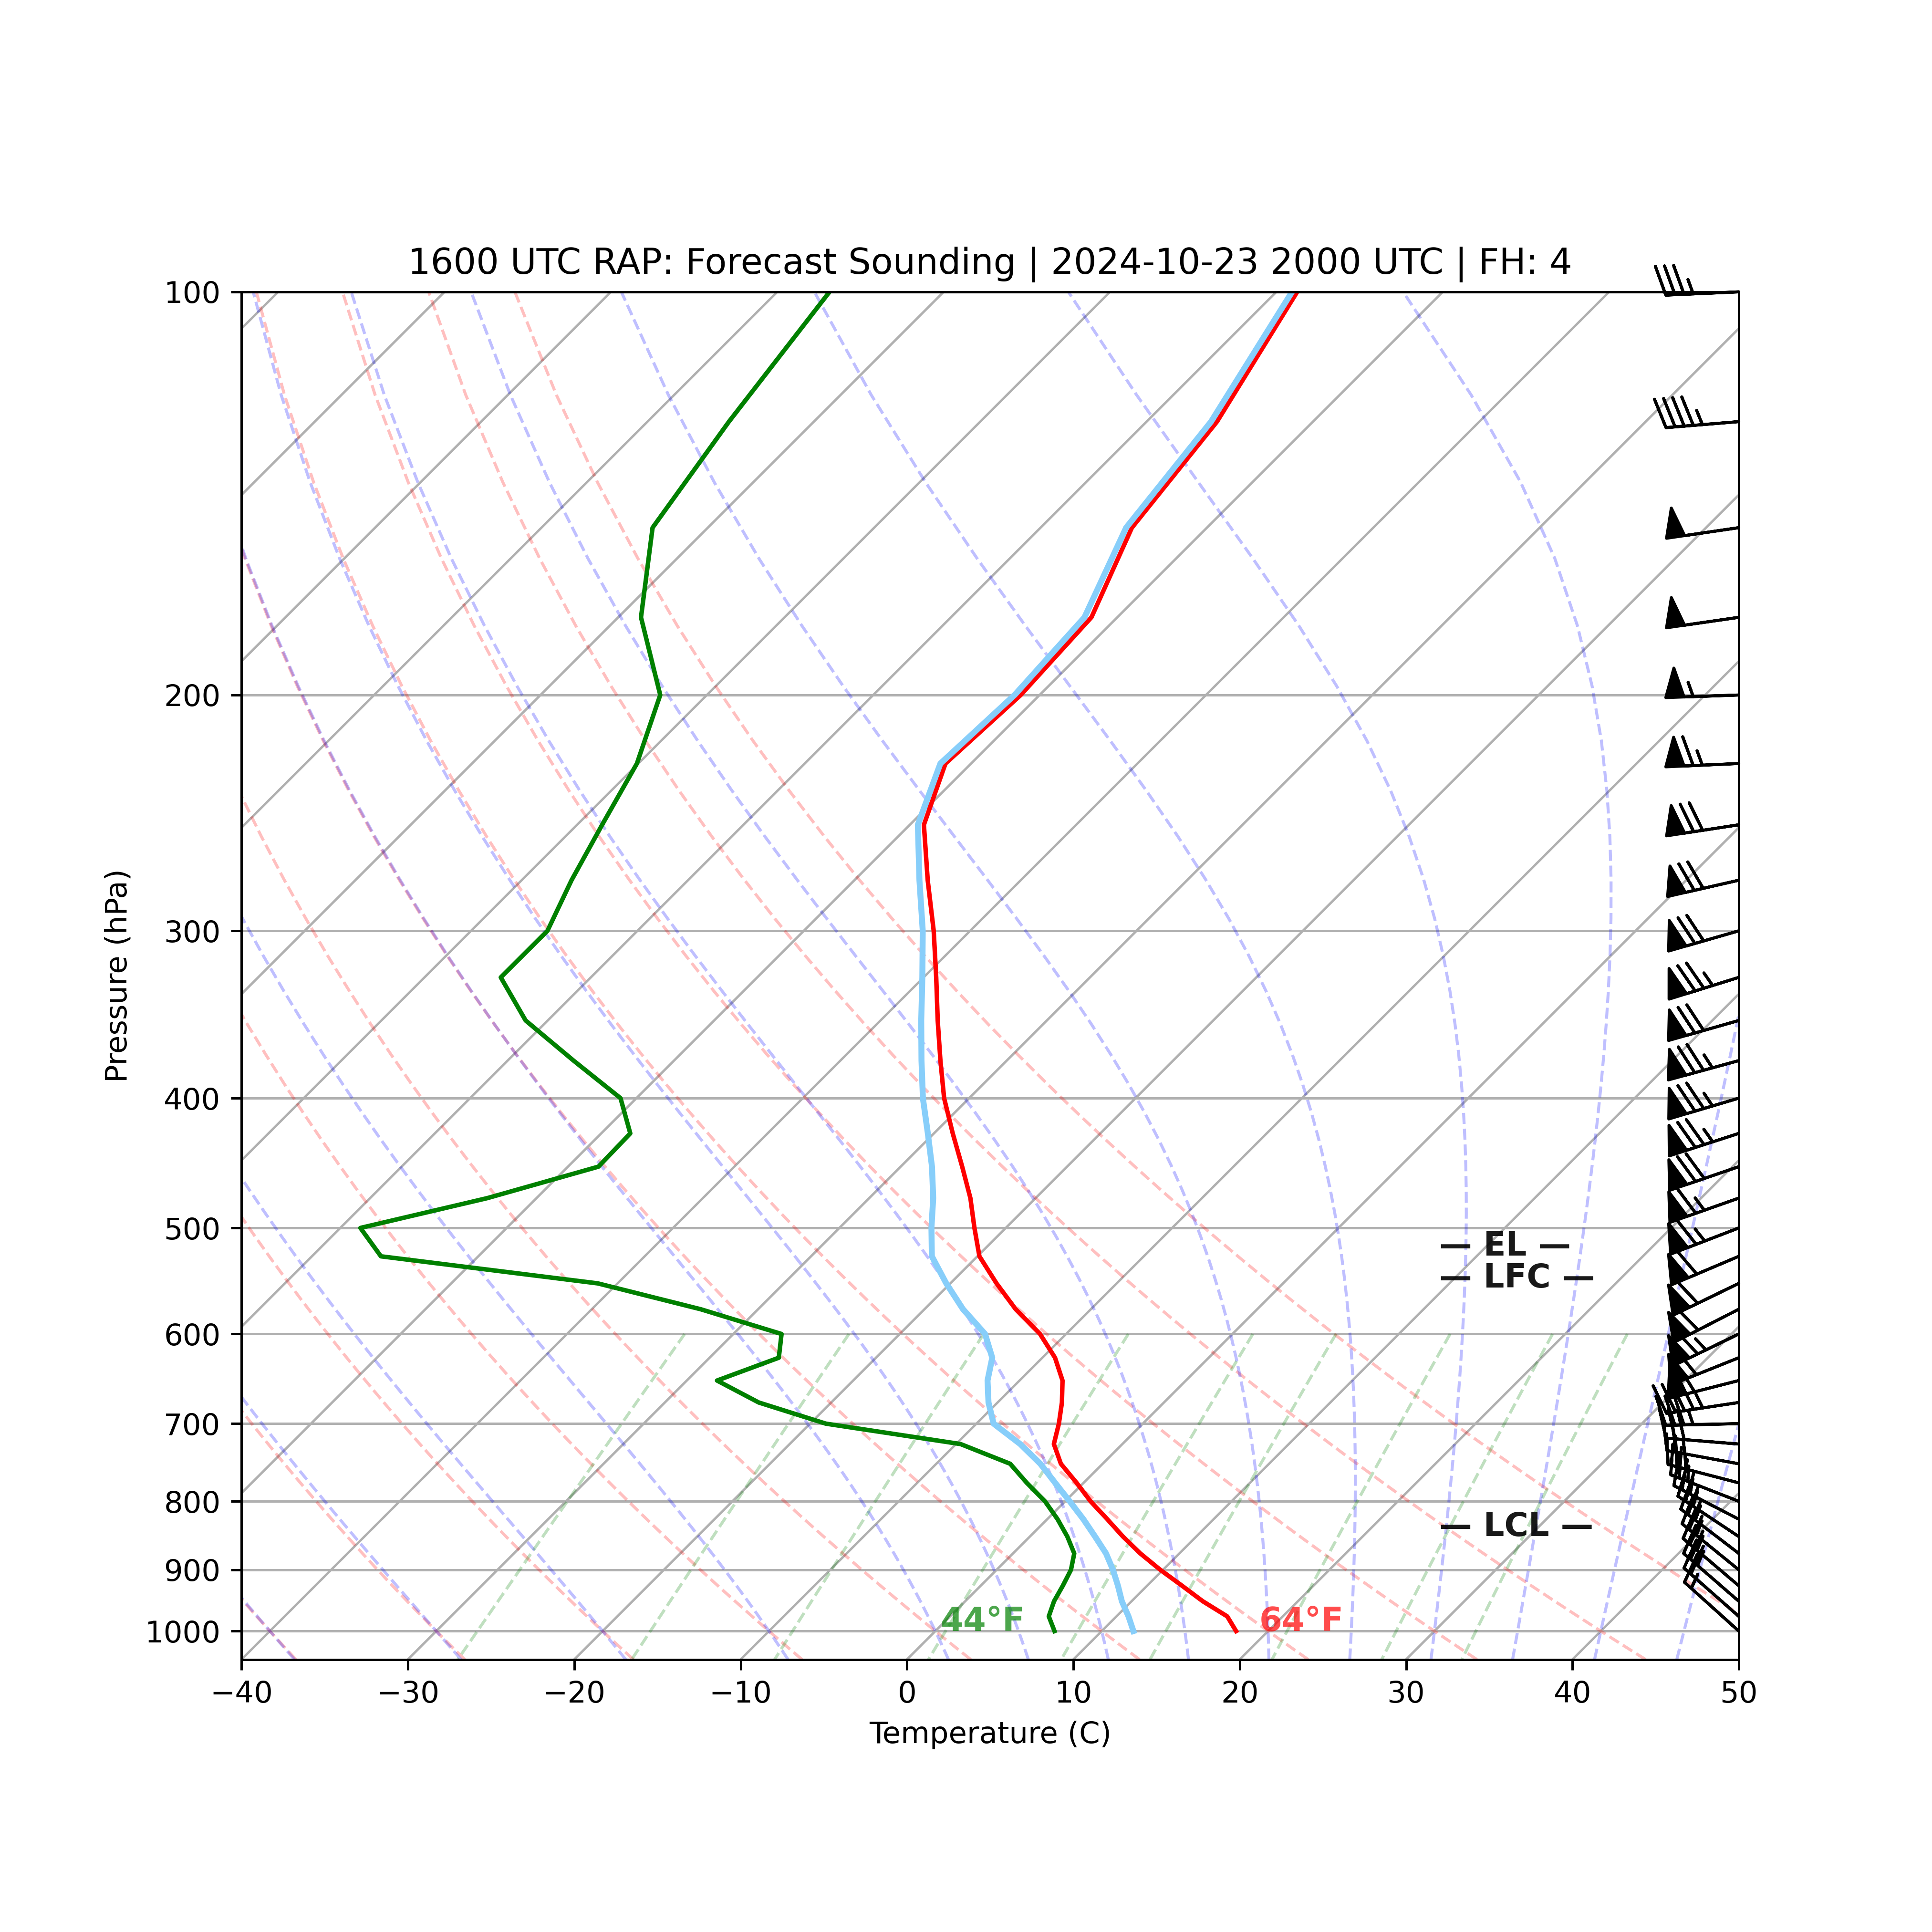 1600 UTC RAP: Forecast Sounding | 2024-10-23 2000 UTC | FH: 4
100
200
300
400
500
600
700
800
900
1000
Pressure (hPa)
— EL —
— LFC —
— LCL —
44°F
64°F
−40 −30 −20 −10 0 10 20 30 40 50
Temperature (C)